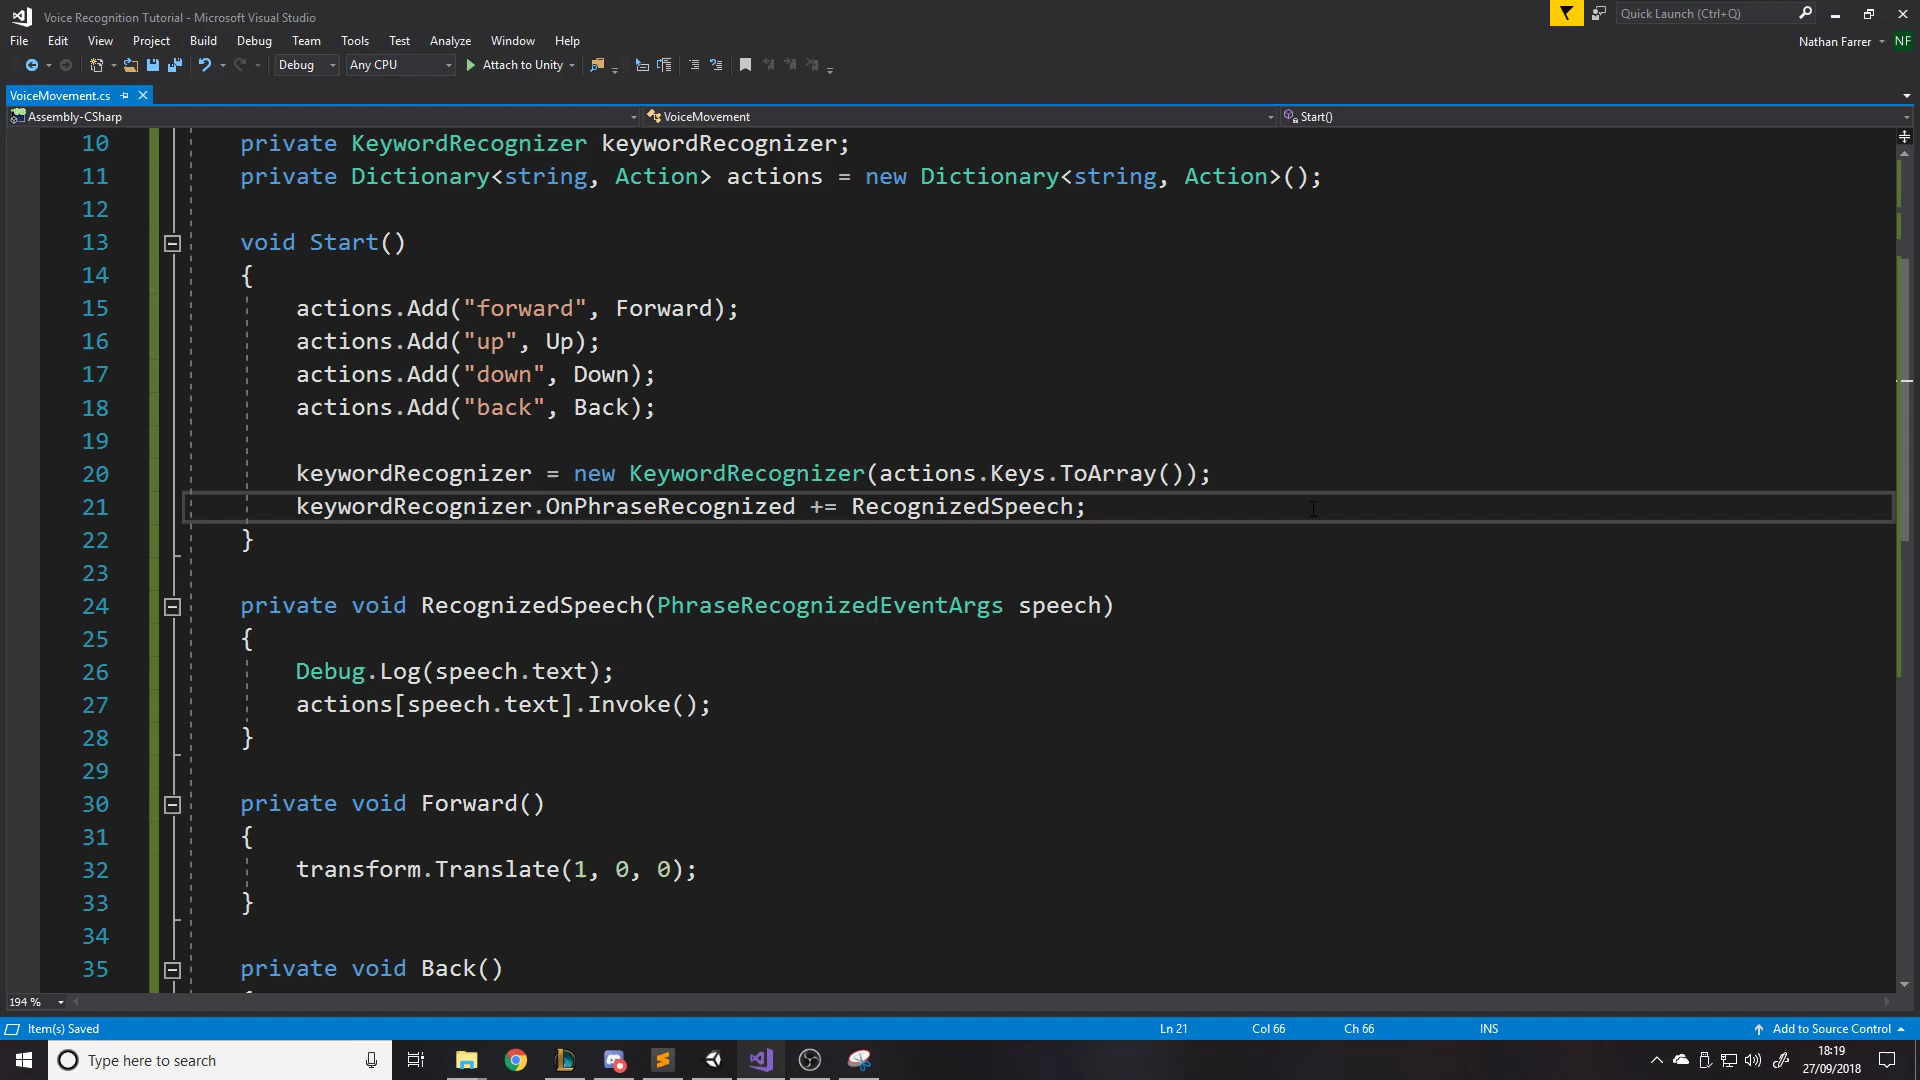 Voice Recognition Tutorial - Microsoft Visual Studio
Quick Launch (Ctrl+Q)
File Edit View Project Build Debug Team Tools Test Analyze Window Help
Nathan Farrer NF
Debug Any CPU Attach to Unity
VoiceMovement.cs
Assembly-CSharp VoiceMovement Start()
10 private KeywordRecognizer keywordRecognizer;
11 private Dictionary<string, Action> actions = new Dictionary<string, Action>();
12
13 void Start()
14 {
15 actions.Add("forward", Forward);
16 actions.Add("up", Up);
17 actions.Add("down", Down);
18 actions.Add("back", Back);
19
20 keywordRecognizer = new KeywordRecognizer(actions.Keys.ToArray());
21 keywordRecognizer.OnPhraseRecognized += RecognizedSpeech;
22 }
23
24 private void RecognizedSpeech(PhraseRecognizedEventArgs speech)
25 {
26 Debug.Log(speech.text);
27 actions[speech.text].Invoke();
28 }
29
30 private void Forward()
31 {
32 transform.Translate(1, 0, 0);
33 }
34
35 private void Back()
194 %
Item(s) Saved Ln 21 Col 66 Ch 66 INS Add to Source Control
Type here to search
18:19
27/09/2018